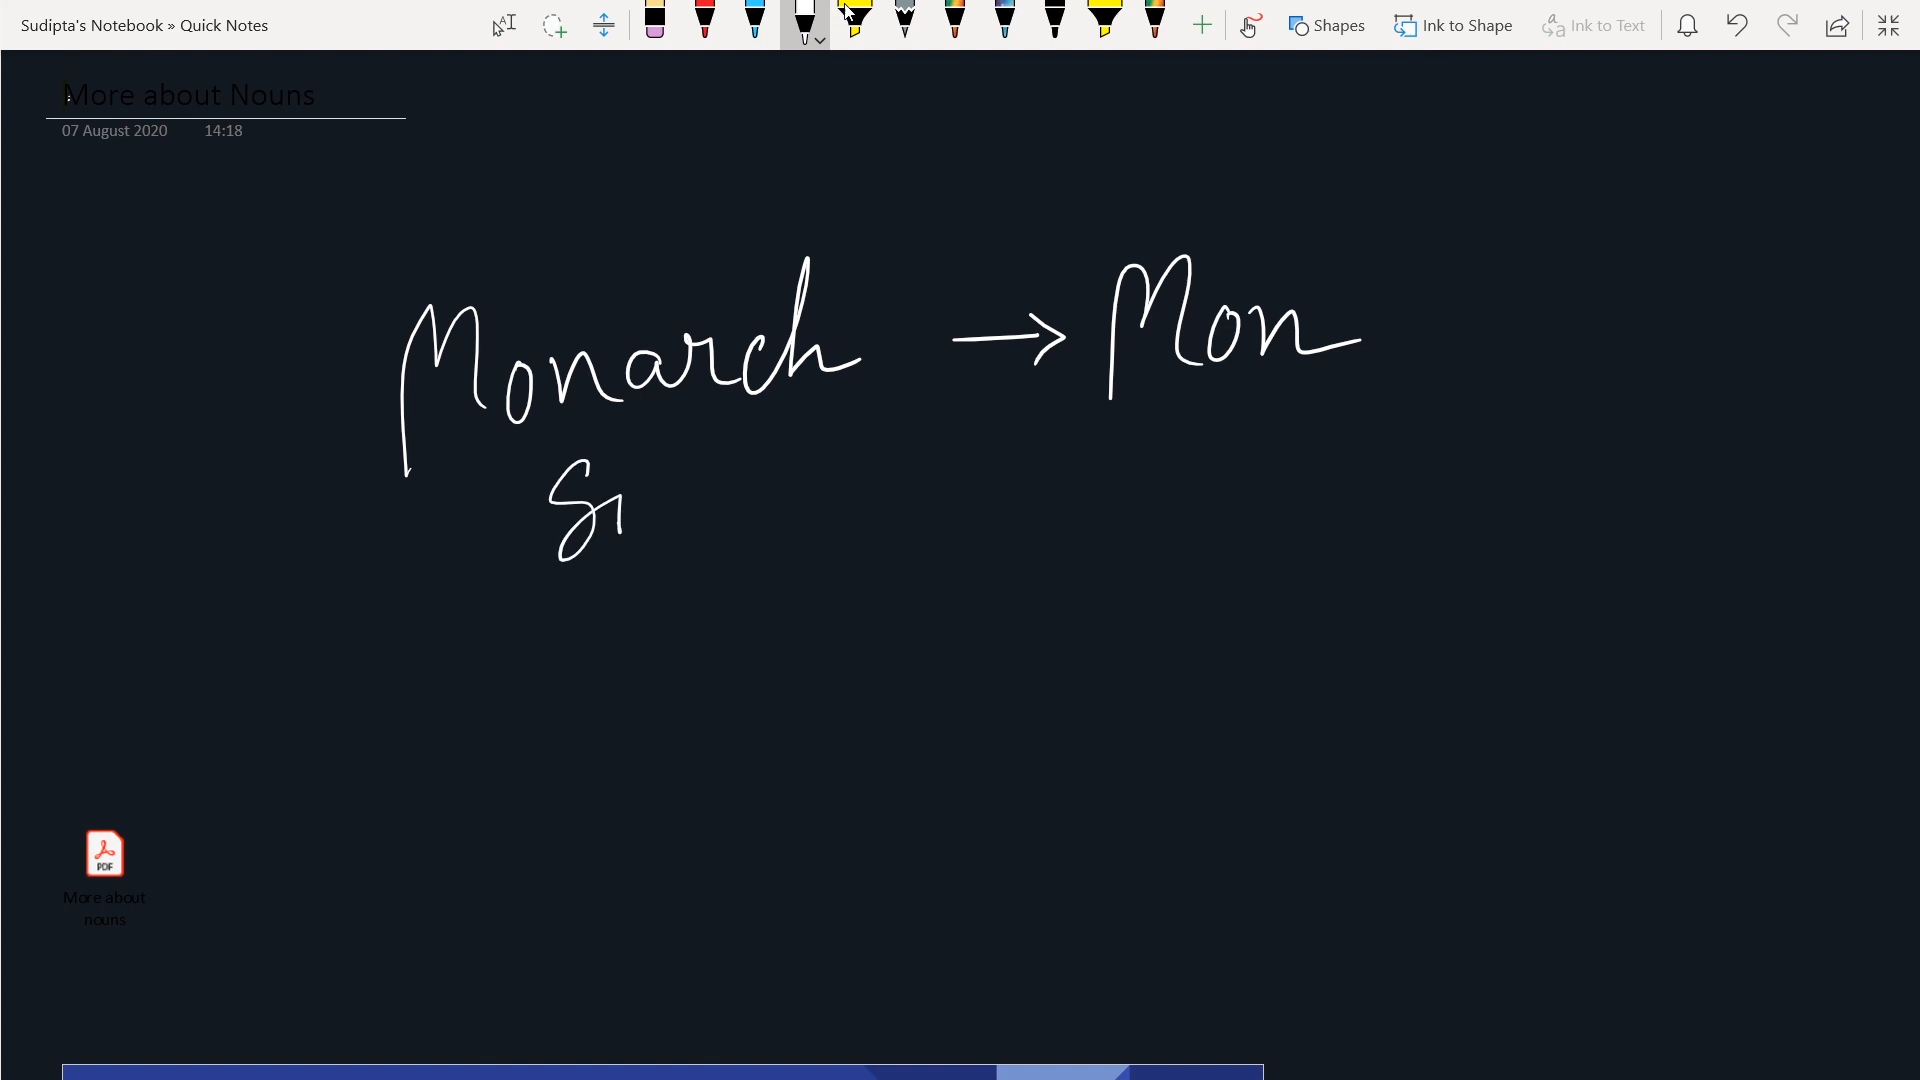 Sudipta's Notebook » Quick Notes
Shapes
Ink to Shape
Ink to Text
More about Nouns
07 August 2020 14:18
Monarch → Mon
PDF
More about
nouns